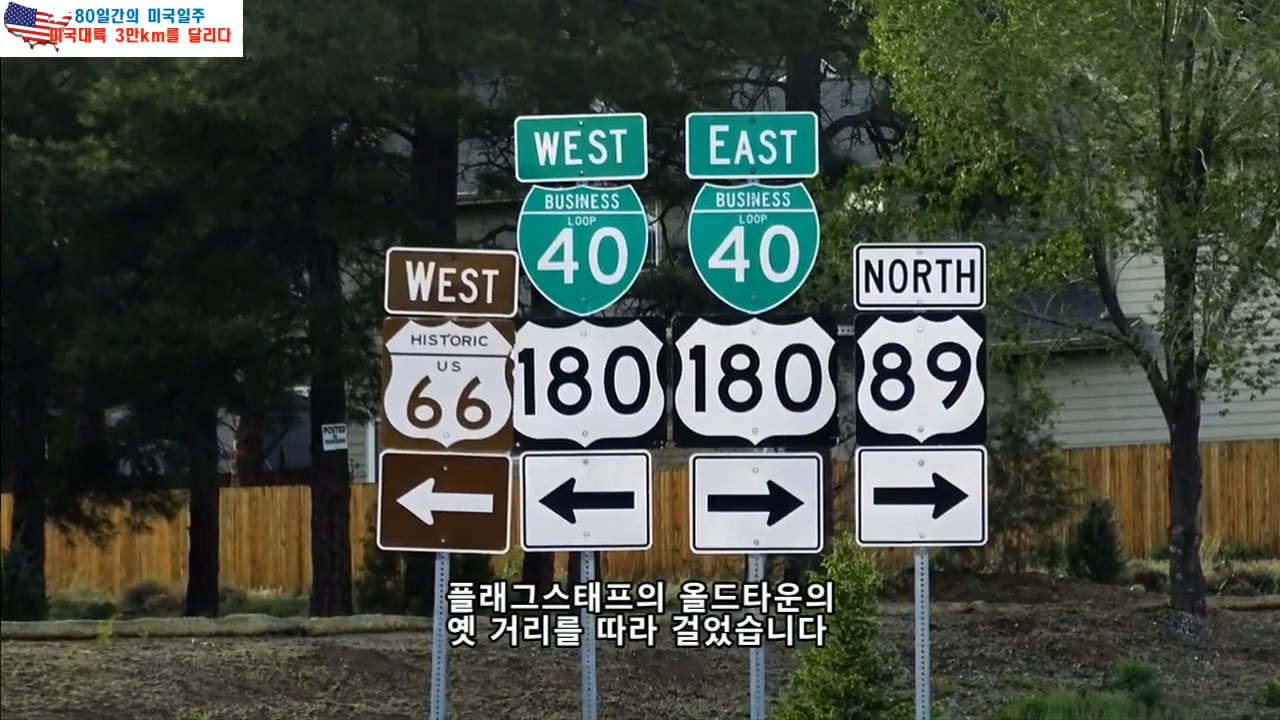 80일간의 미국일주
미국대륙 3만km를 달리다
WEST
EAST
BUSINESS
LOOP
40
BUSINESS
LOOP
40
WEST
NORTH
HISTORIC
US
66
180
180
89
POSTED
플래그스태프의 올드타운의
옛 거리를 따라 걸었습니다